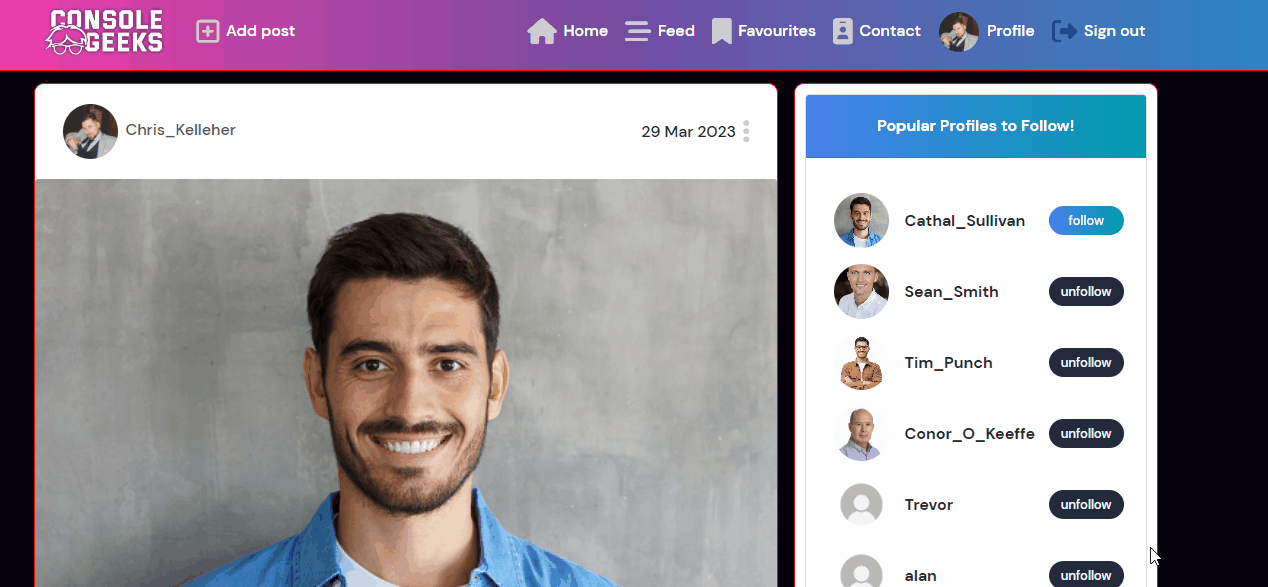 CONSOLE
GEEKS
Add post
Home
Feed
Favourites
Contact
Profile
Sign out
Chris_Kelleher
29 Mar 2023
Popular Profiles to Follow!
Cathal_Sullivan
follow
Sean_Smith
unfollow
Tim_Punch
unfollow
Conor_O_Keeffe
unfollow
Trevor
unfollow
alan
unfollow